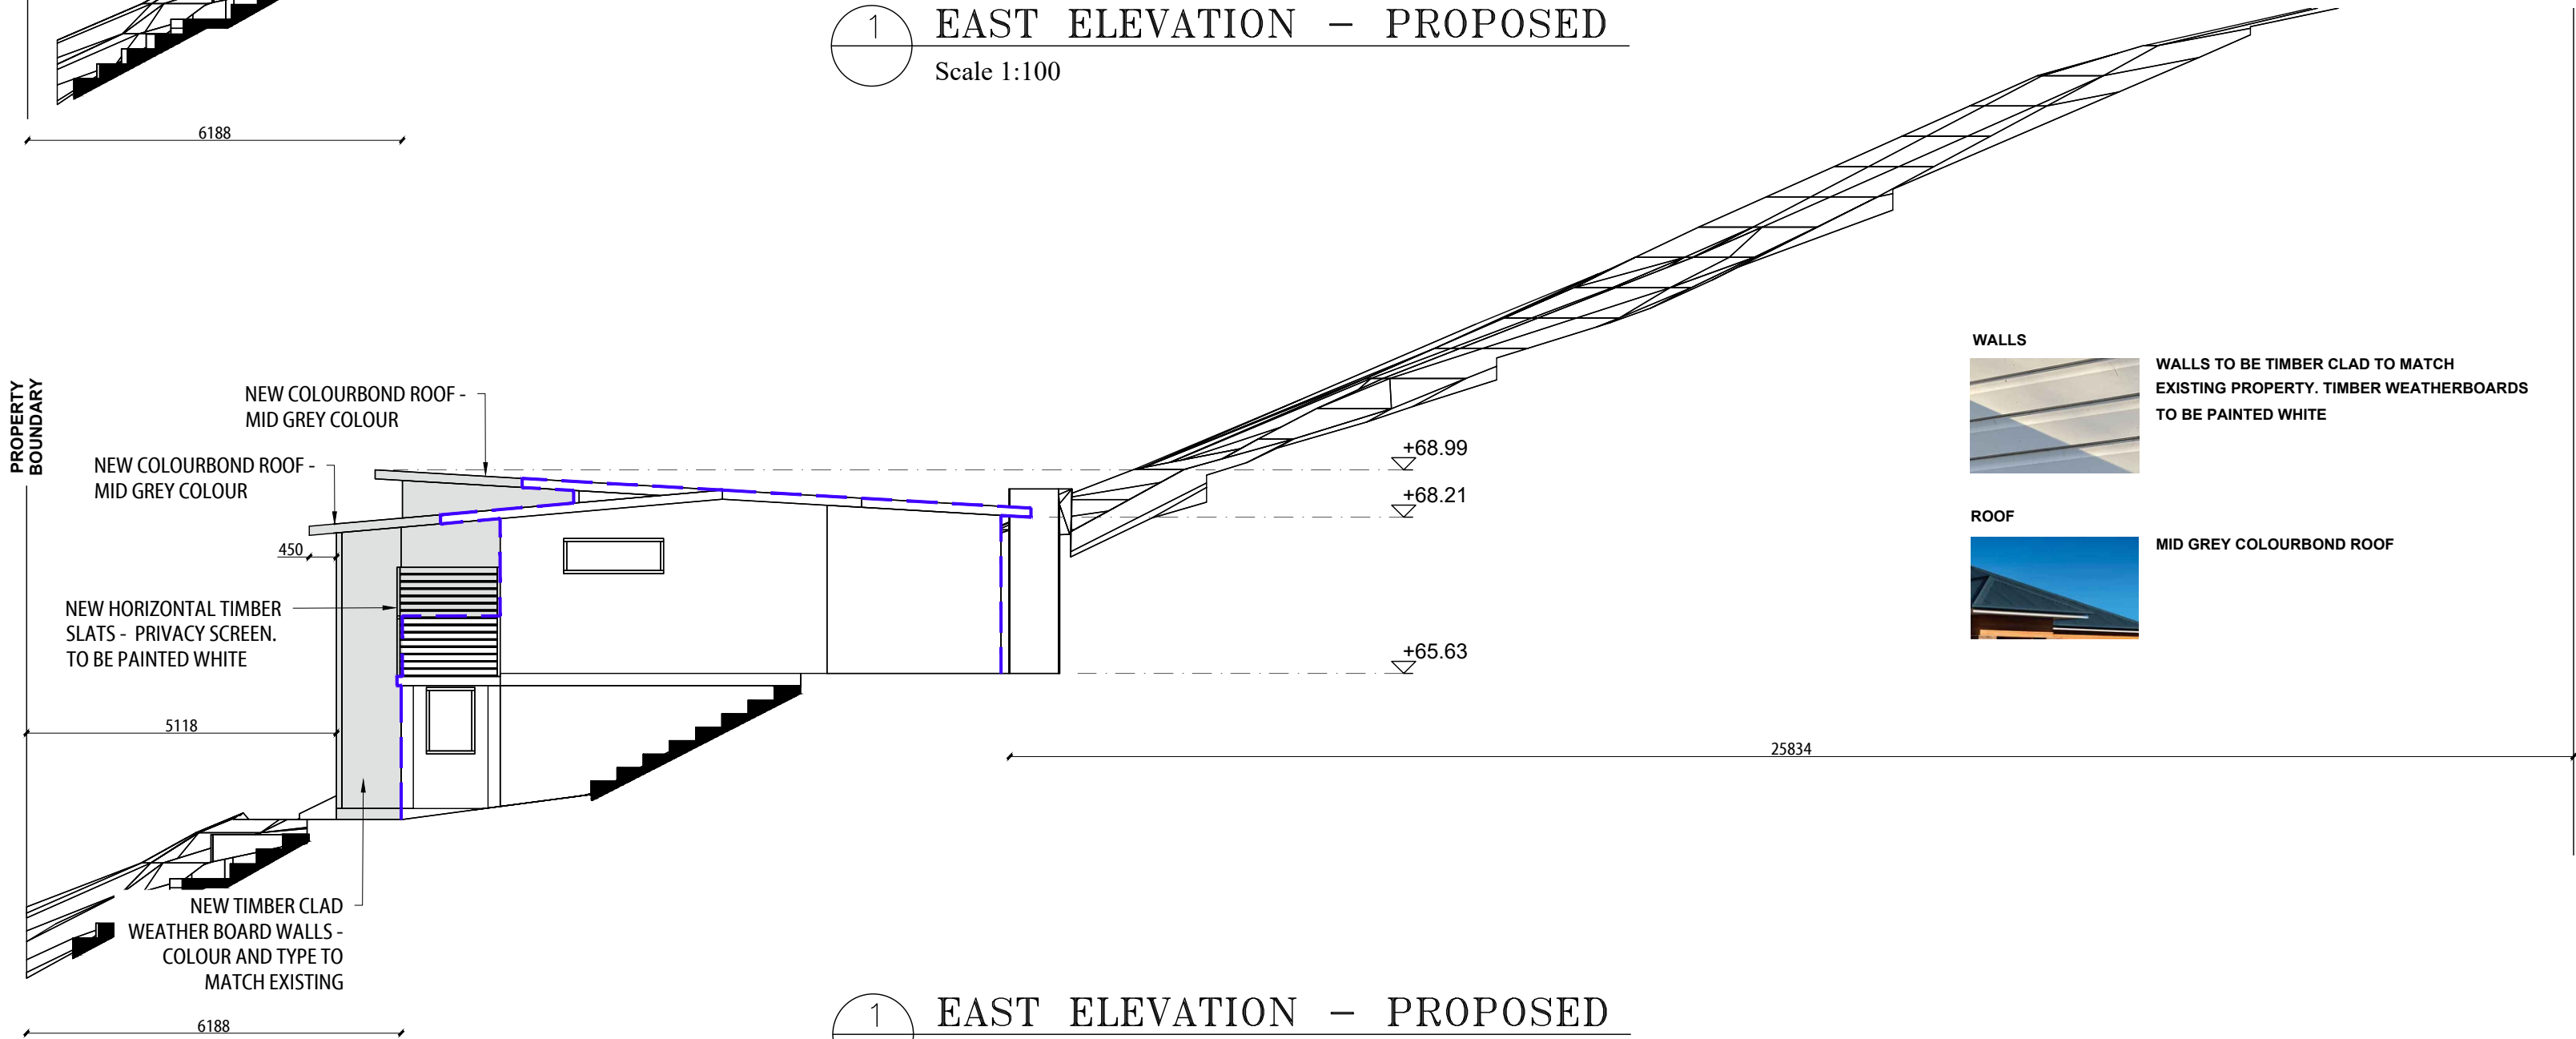 1
EAST ELEVATION - PROPOSED
Scale 1:100
6188
PROPERTY
BOUNDARY
NEW COLOURBOND ROOF -
MID GREY COLOUR
NEW COLOURBOND ROOF -
MID GREY COLOUR
450
NEW HORIZONTAL TIMBER
SLATS - PRIVACY SCREEN.
TO BE PAINTED WHITE
5118
+68.99
+68.21
+65.63
25834
WALLS
WALLS TO BE TIMBER CLAD TO MATCH
EXISTING PROPERTY. TIMBER WEATHERBOARDS
TO BE PAINTED WHITE
ROOF
MID GREY COLOURBOND ROOF
NEW TIMBER CLAD
WEATHER BOARD WALLS -
COLOUR AND TYPE TO
MATCH EXISTING
6188
1
EAST ELEVATION - PROPOSED